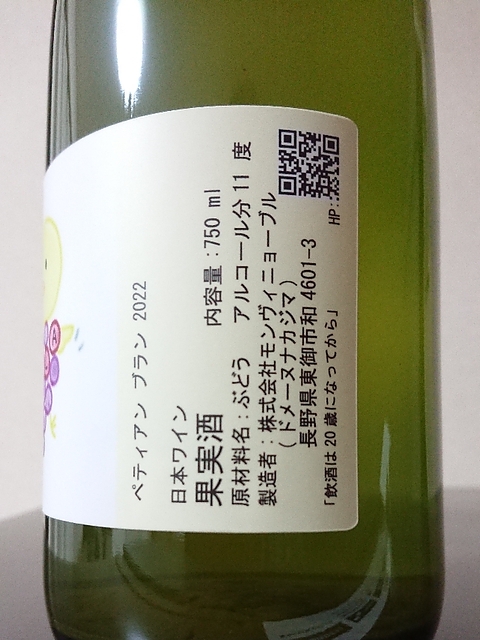 ペティアン ブラン 2022
日本ワイン
果実酒 内容量:750 ml
原材料名:ぶどう アルコール分 11 度
製造者:株式会社モンヴィニョーブル
(ドメーヌナカジマ)
長野県東御市和 4601-3
「飲酒は 20 歳になってから」 HP: